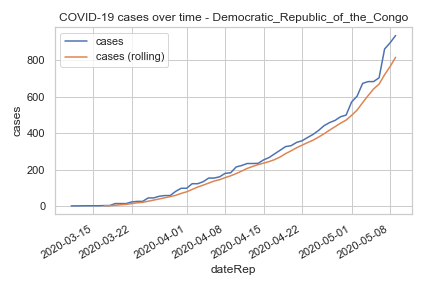 COVID-19 cases over time - Democratic_Republic_of_the_Congo
cases
cases (rolling)
800
600
400
200
0
cases
2020-03-15
2020-03-22
2020-04-01
2020-04-08
2020-04-15
2020-04-22
2020-05-01
2020-05-08
dateRep